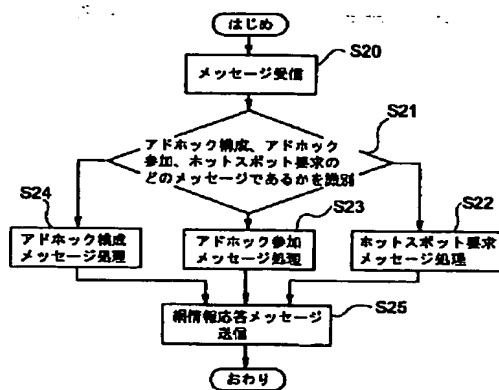 はじめ
S20
メッセージ受信
S21
アドホック構成、アドホック
参加、ホットスポット要求の
どのメッセージであるかを識別
S24
アドホック構成
メッセージ処理
S23
アドホック参加
メッセージ処理
S22
ホットスポット要求
メッセージ処理
網情報応答メッセージ
送信
S25
おわり